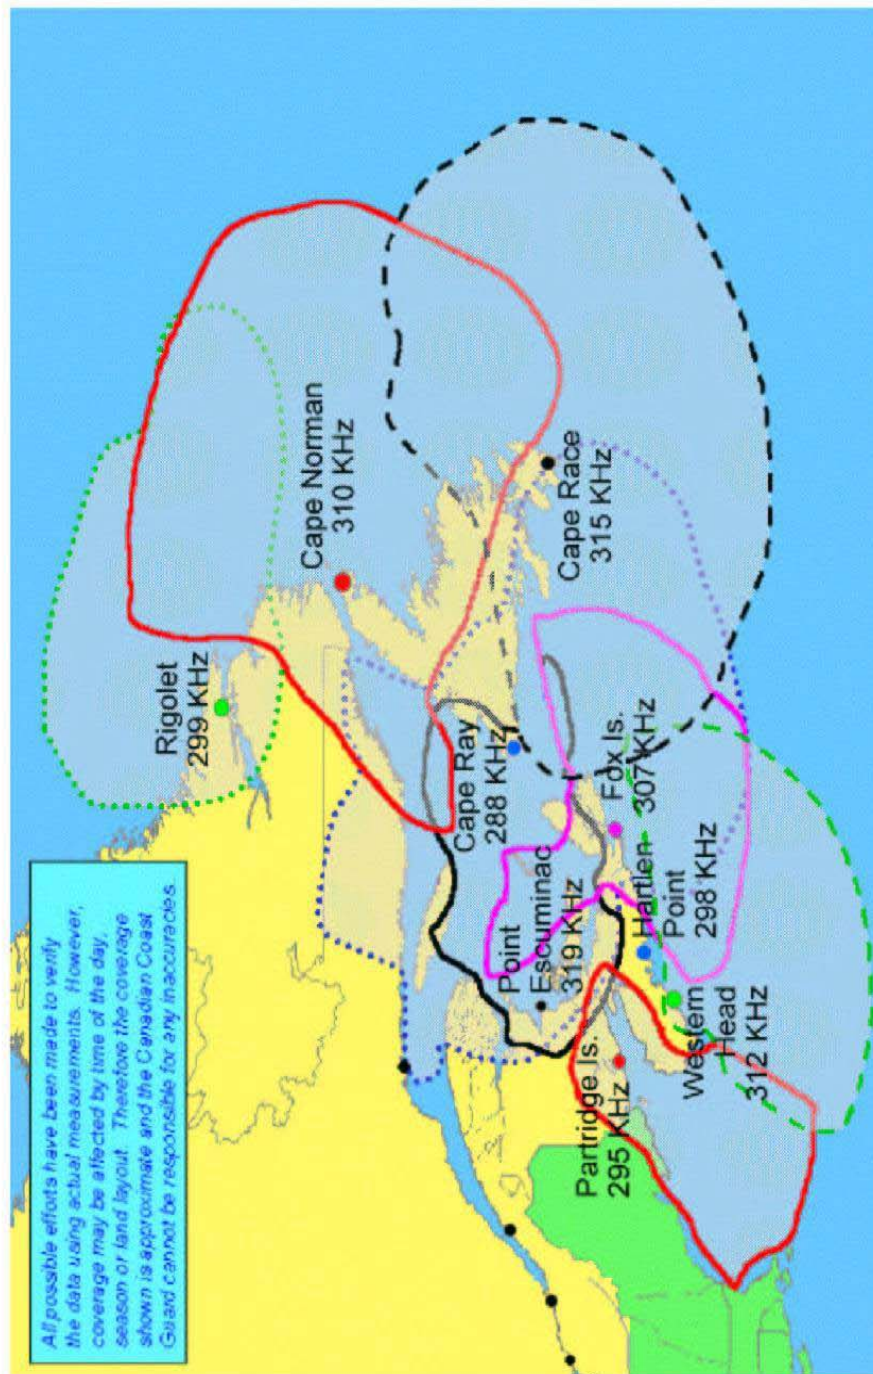 All possible efforts have been made to verify
the data using actual measurements. However,
coverage may be affected by time of the day,
season or land layout. Therefore the coverage
shown is approximate and the Canadian Coast
Guard cannot be responsible for any inaccuracies.
Rigolet
299 KHz
Cape Norman
310 KHz
Cape Ray
288 KHz
Cape Race
315 KHz
Point
Escuminac
319 KHz
Fox Is.
307 KHz
Hartlen
Point
298 KHz
Partridge Is.
295 KHz
Western
Head
312 KHz